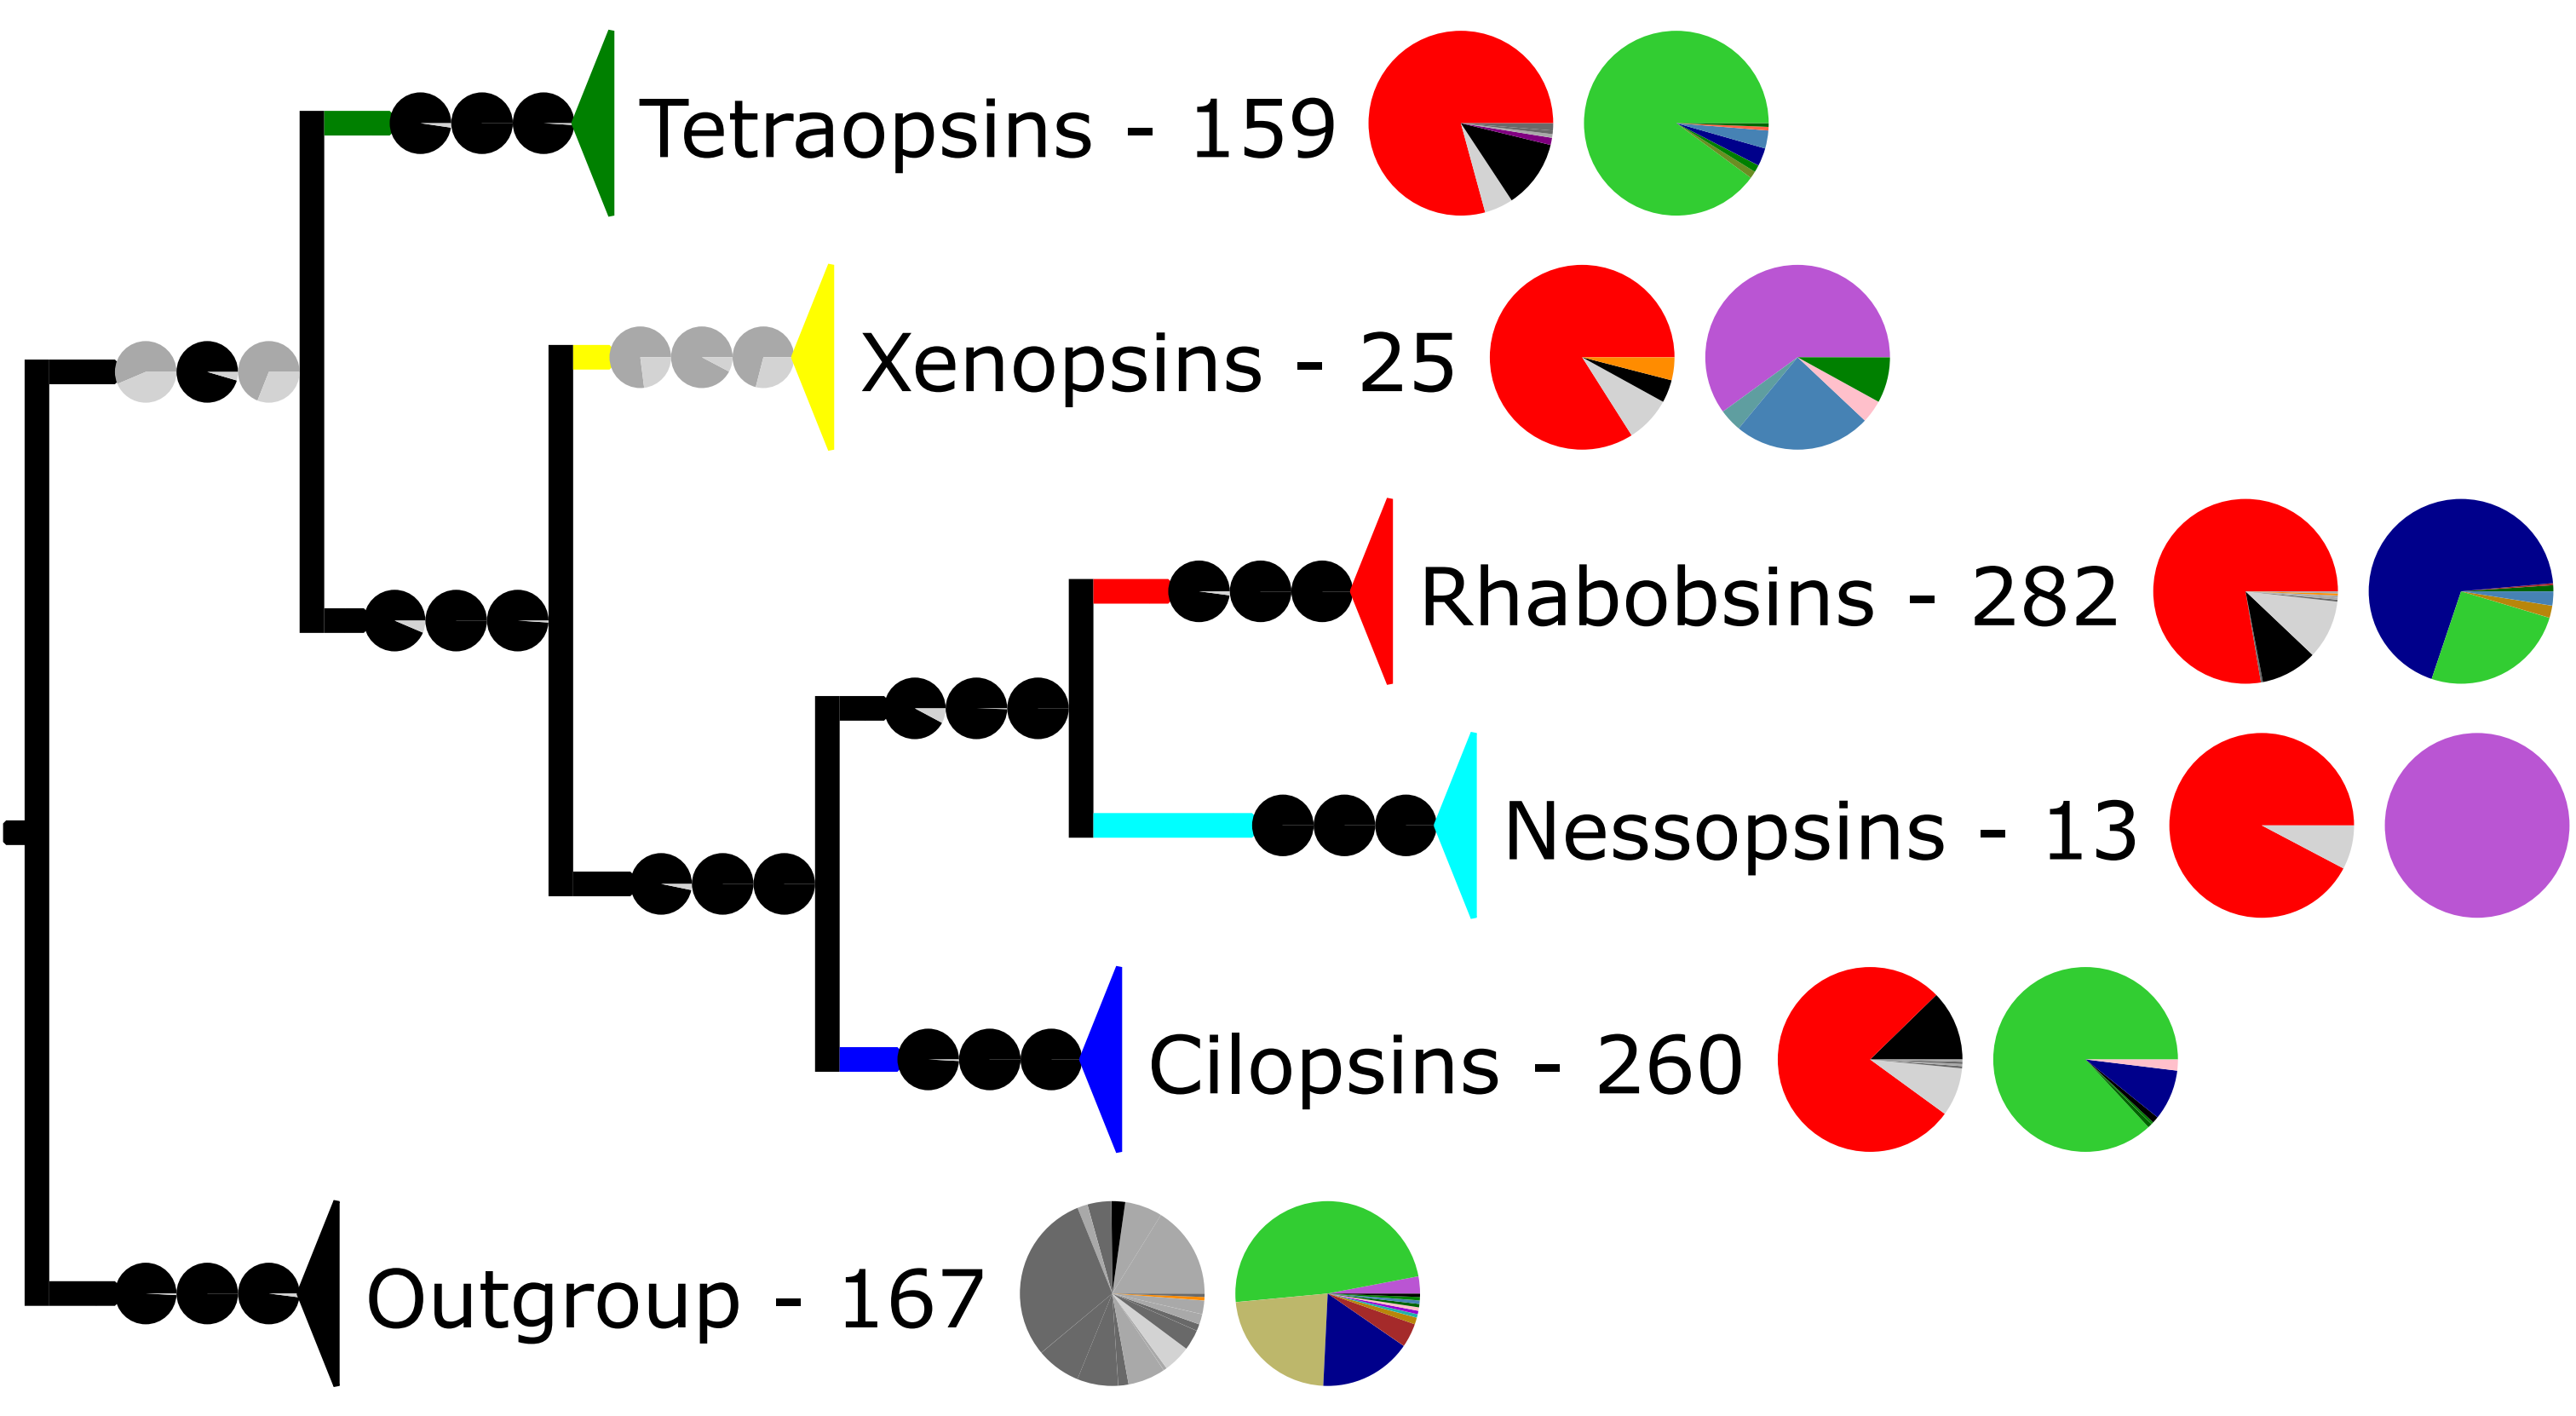 Tetraopsins - 159
Xenopsins - 25
Rhabobsins - 282
Nessopsins - 13
Cilopsins - 260
Outgroup - 167